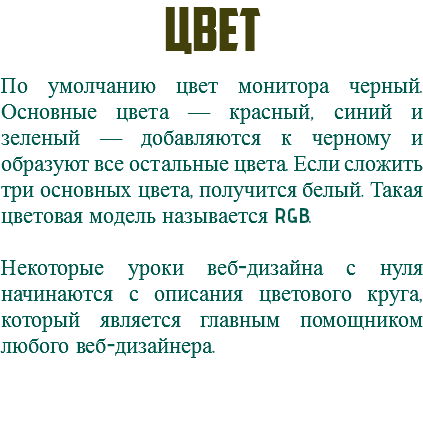 ЦВЕТ
По умолчанию цвет монитора черный.
Основные цвета — красный, синий и
зеленый — добавляются к черному и
образуют все остальные цвета. Если сложить
три основных цвета, получится белый. Такая
цветовая модель называется RGB.
Некоторые уроки веб-дизайна с нуля
начинаются с описания цветового круга,
который является главным помощником
любого веб-дизайнера.